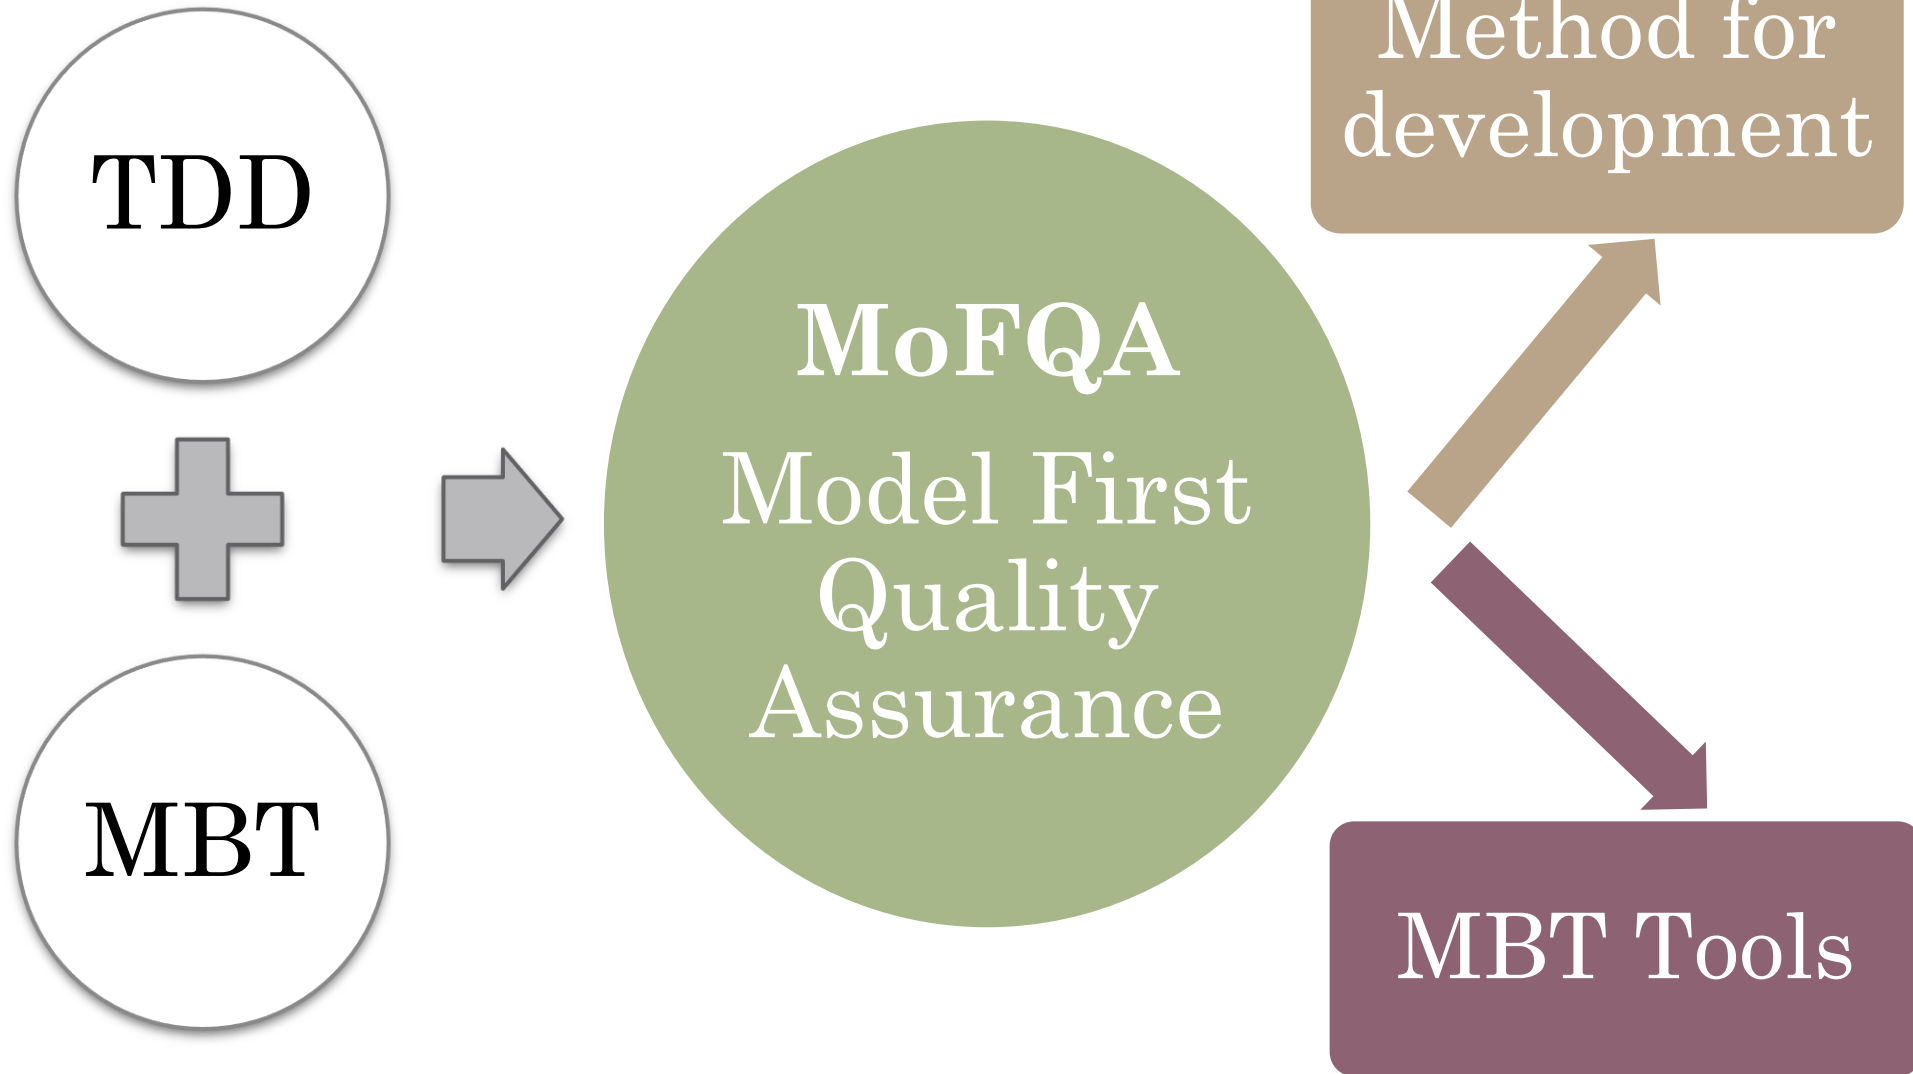 TDD
MBT
MoFQA
Model First
Quality
Assurance
Method for
development
MBT Tools